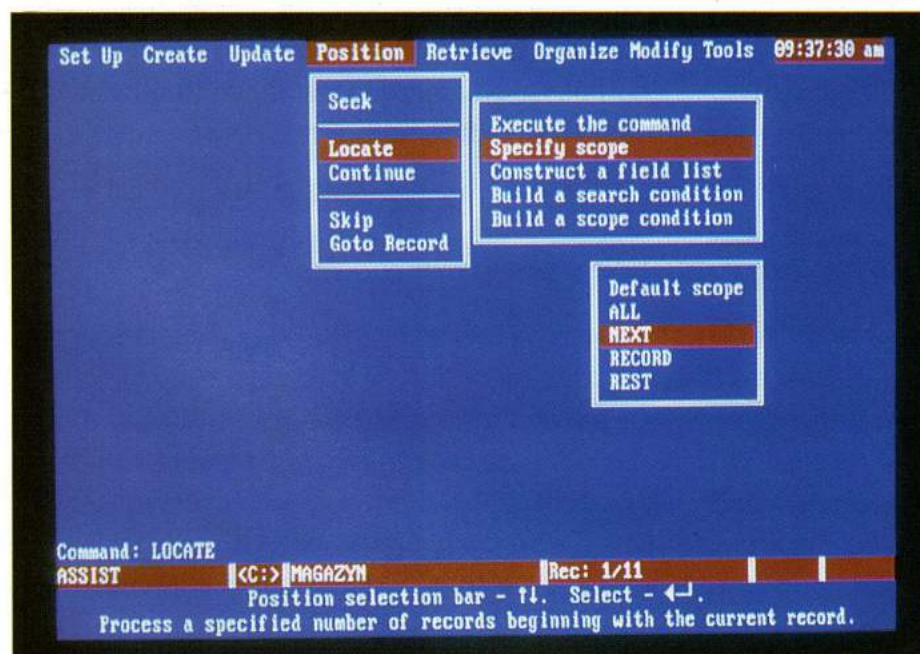 Set Up Create Update Position Retrieve Organize Modify Tools 09:37:30 am
Seek
Locate
Continue
Skip
Goto Record
Execute the command
Specify scope
Construct a field list
Build a search condition
Build a scope condition
Default scope
ALL
NEXT
RECORD
REST
Command: LOCATE
ASSIST <C:> MAGAZYN Rec: 1/11
Position selection bar - ↑↓. Select - ↵.
Process a specified number of records beginning with the current record.